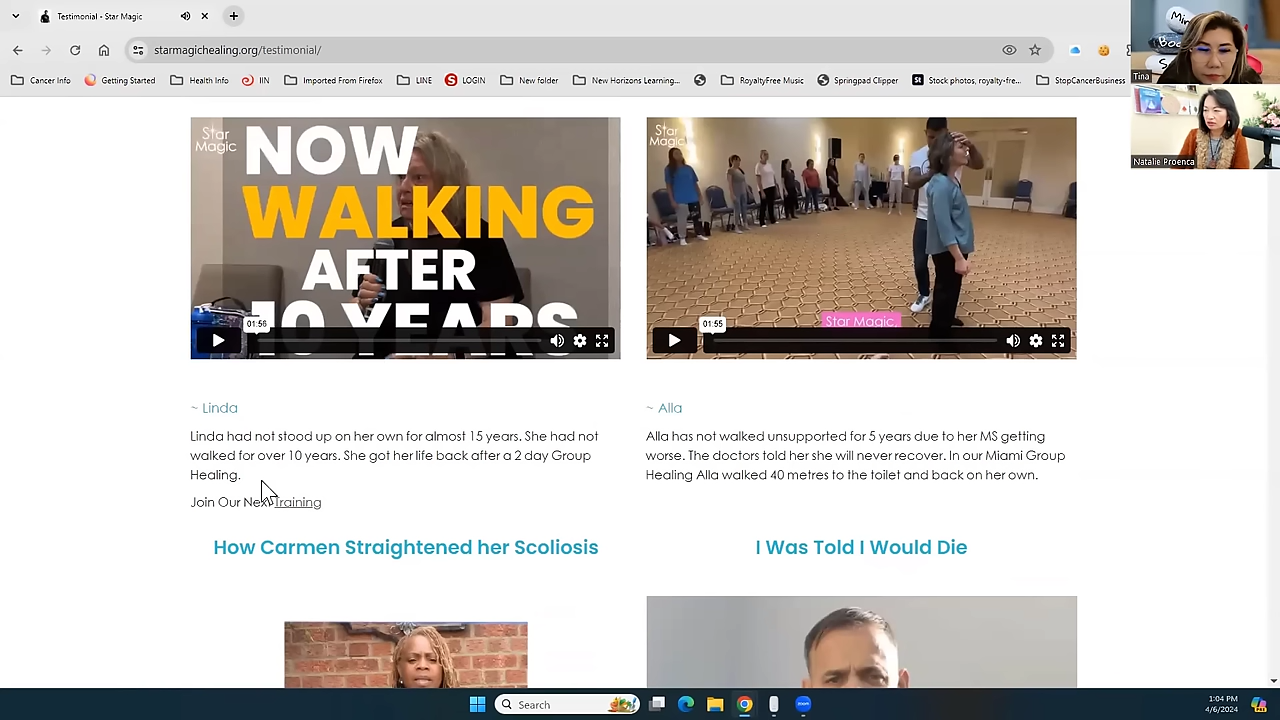 Testimonial - Star Magic
starmagichealing.org/testimonial/
Cancer Info
Getting Started
Health Info
IIN
Imported From Firefox
LINE
LOGIN
New folder
New Horizons Learning...
RoyaltyFree Music
Springpad Clipper
Stock photos, royalty-fre...
StopCancerBusiness
Tina
Natalie Proenca
Star
Magic
NOW
WALKING
AFTER
10 YEARS
01:56
Star
Magic
Star Magic,
01:55
~ Linda
Linda had not stood up on her own for almost 15 years. She had not
walked for over 10 years. She got her life back after a 2 day Group
Healing.
Join Our Next Training
~ Alla
Alla has not walked unsupported for 5 years due to her MS getting
worse. The doctors told her she will never recover. In our Miami Group
Healing Alla walked 40 metres to the toilet and back on her own.
How Carmen Straightened her Scoliosis
I Was Told I Would Die
Search
1:04 PM
4/6/2024